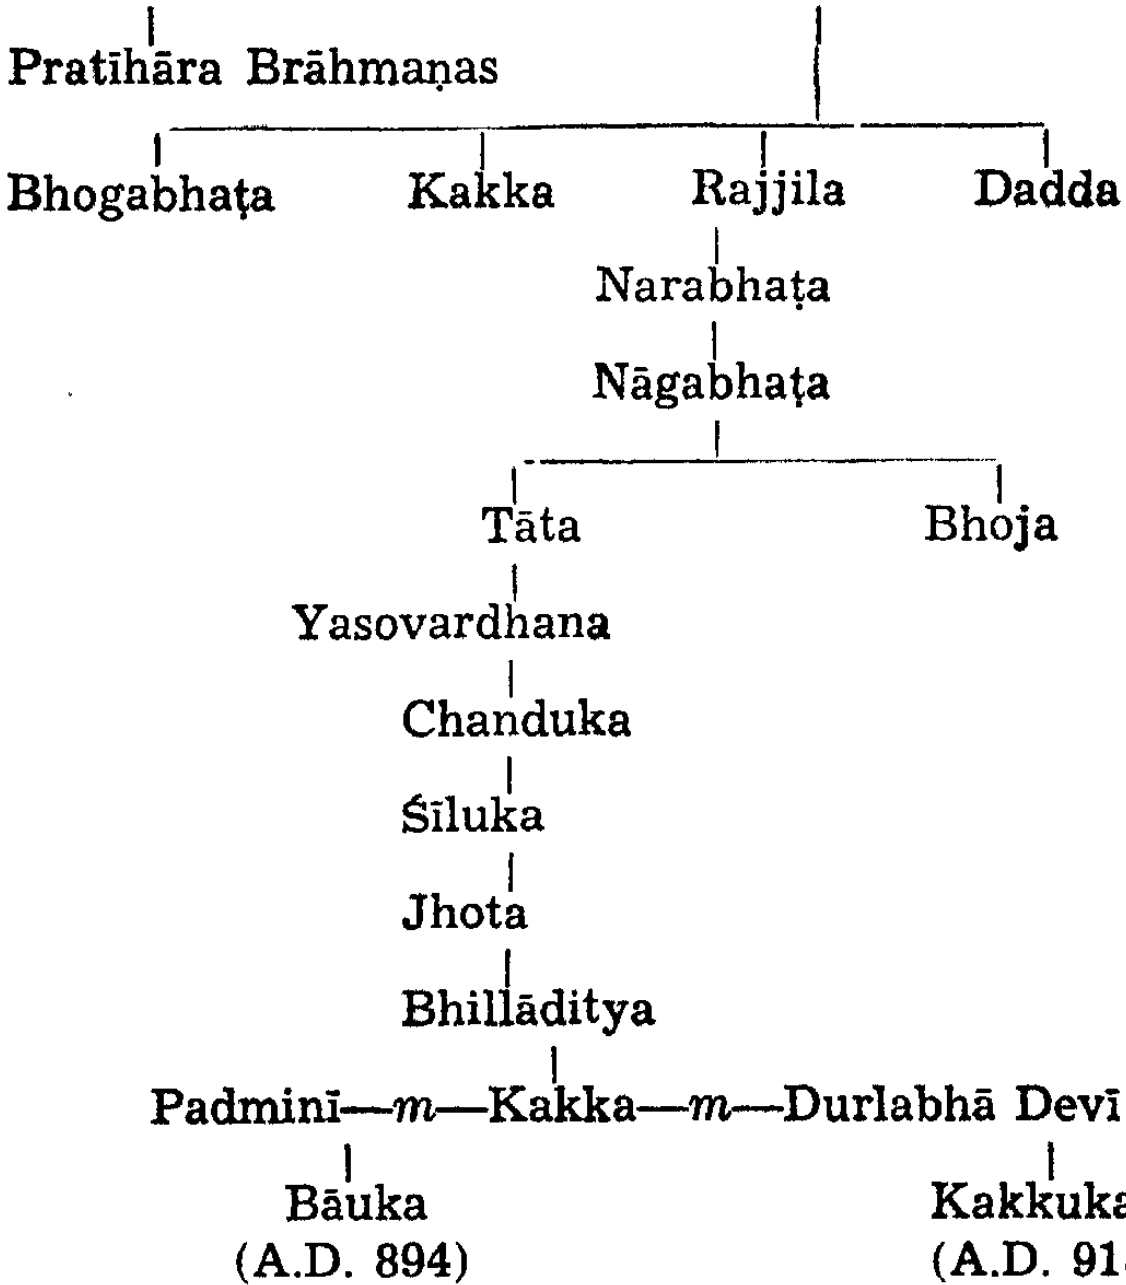 Pratīhāra Brāhmaṇas
Bhogabhaṭa Kakka Rajjila Dadda
Narabhaṭa
Nāgabhaṭa
Tāta Bhoja
Yasovardhana
Chanduka
Śīluka
Jhota
Bhillāditya
Padminī—m—Kakka—m—Durlabhā Devī
Bāuka Kakkuka
(A.D. 894) (A.D. 91